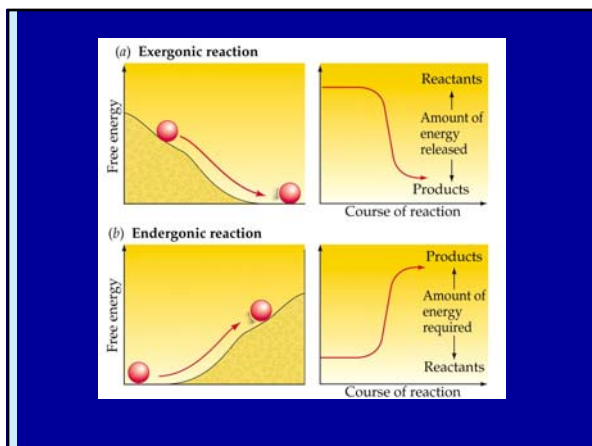 (a) Exergonic reaction
Free energy
Reactants
Amount of
energy
released
Products
Course of reaction
(b) Endergonic reaction
Free energy
Products
Amount of
energy
required
Reactants
Course of reaction